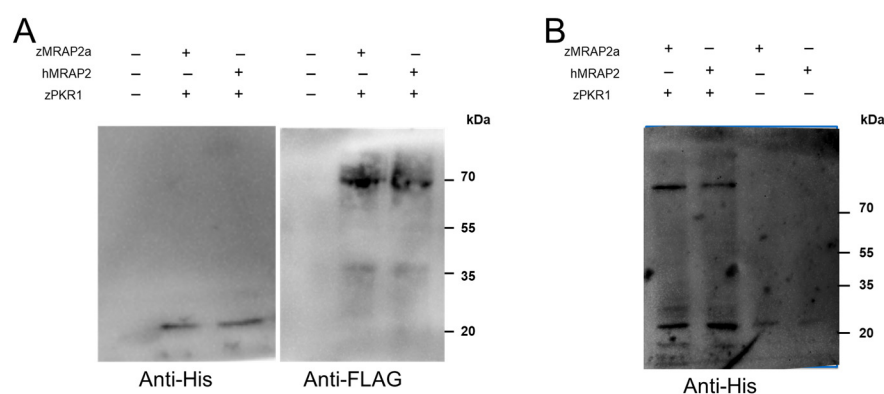 A
zMRAP2a – + – – + –
hMRAP2 – – + – – +
zPKR1 – + + – + +
kDa
70
55
35
20
Anti-His Anti-FLAG
B
zMRAP2a + – + –
hMRAP2 – + – +
zPKR1 + + – –
kDa
70
55
35
20
Anti-His